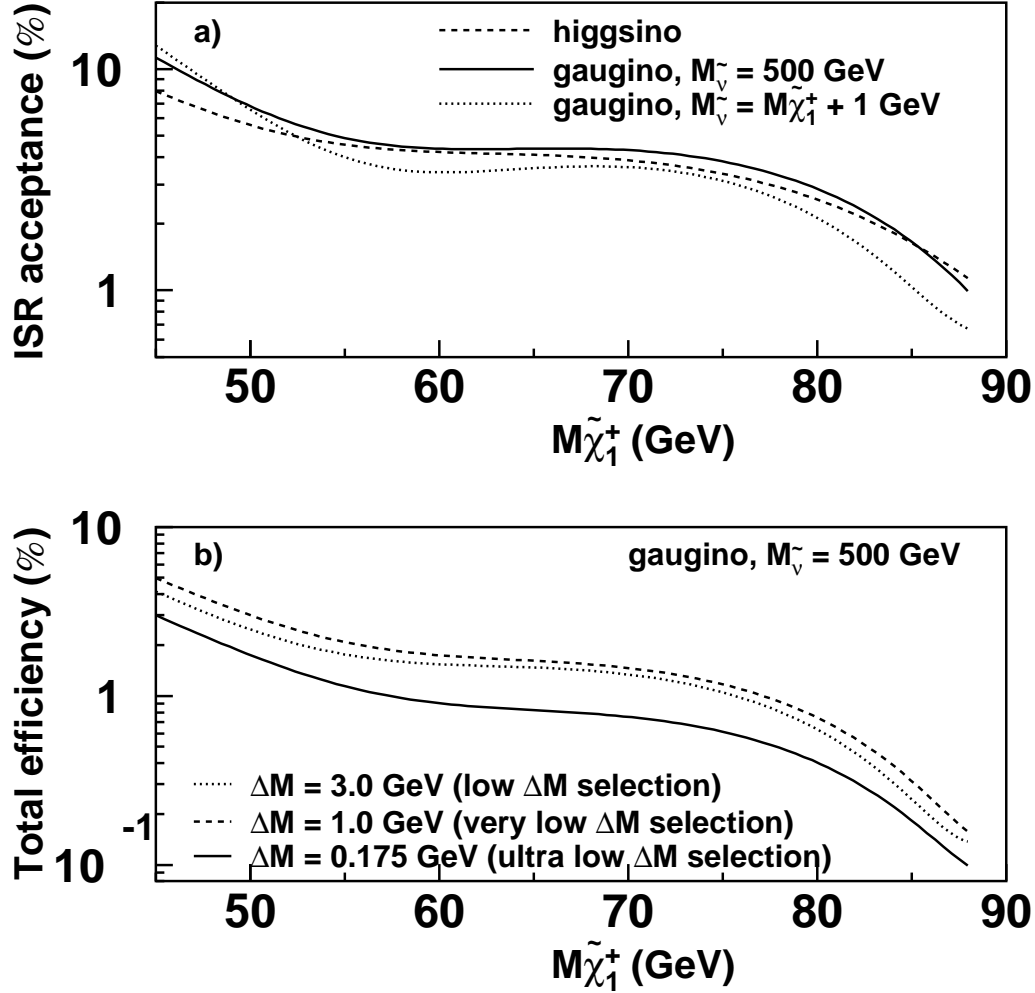 ISR acceptance (%)
a)
higgsino
gaugino, M_ν̃ = 500 GeV
gaugino, M_ν̃ = Mχ̃₁⁺ + 1 GeV
10
1
50 60 70 80 90
Mχ̃₁⁺ (GeV)
Total efficiency (%)
b)
gaugino, M_ν̃ = 500 GeV
10
1
10⁻¹
ΔM = 3.0 GeV (low ΔM selection)
ΔM = 1.0 GeV (very low ΔM selection)
ΔM = 0.175 GeV (ultra low ΔM selection)
50 60 70 80 90
Mχ̃₁⁺ (GeV)